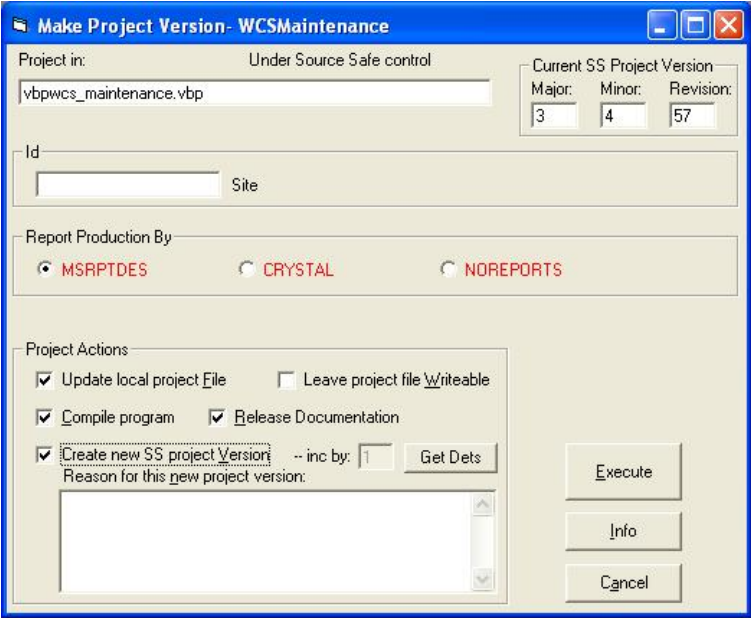 Make Project Version- WCSMaintenance
Project in: Under Source Safe control
vbpwcs_maintenance.vbp
Current SS Project Version
Major: Minor: Revision:
3 4 57
Id
Site
Report Production By
MSRPTDES CRYSTAL NOREPORTS
Project Actions
Update local project File Leave project file Writeable
Compile program Release Documentation
Create new SS project Version -- inc by: 1 Get Dets
Reason for this new project version:
Execute
Info
Cancel